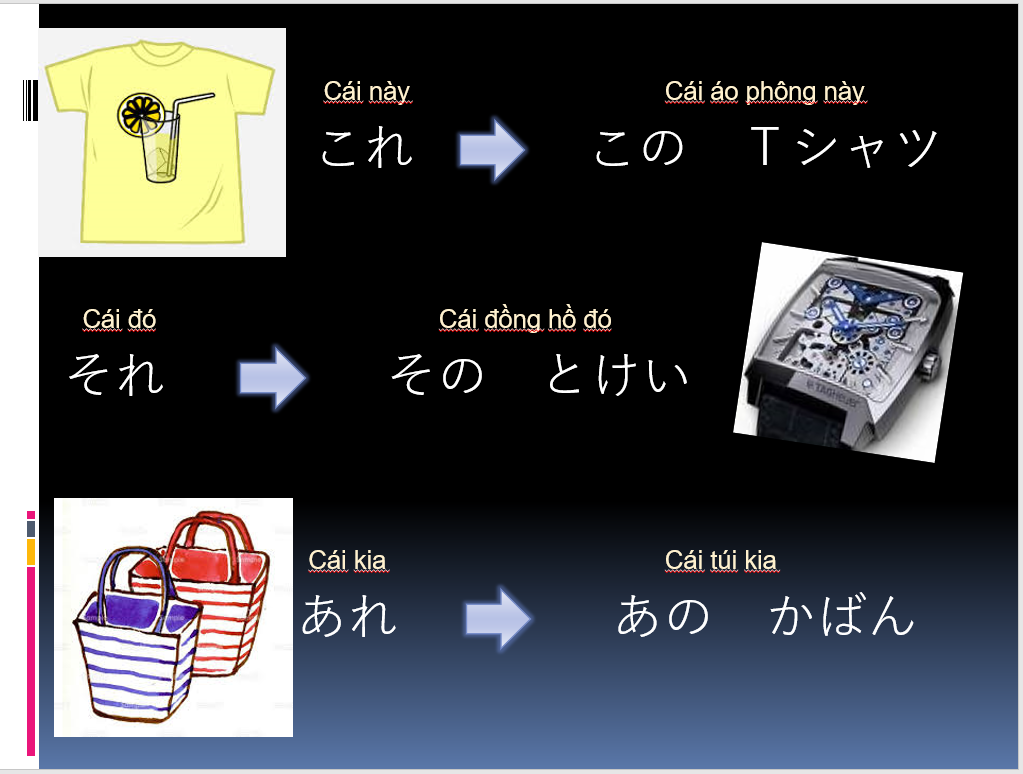 Cái này
Cái áo phông này
これ
この Tシャツ
Cái đó
Cái đồng hồ đó
それ
その とけい
TAGHEUER
Cái kia
Cái túi kia
あれ
あの かばん